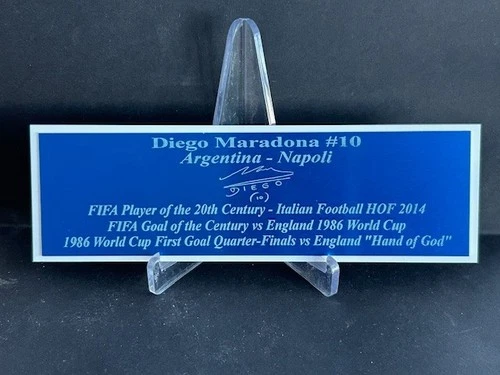 Diego Maradona #10
Argentina - Napoli
DIEGO
(10)
FIFA Player of the 20th Century - Italian Football HOF 2014
FIFA Goal of the Century vs England 1986 World Cup
1986 World Cup First Goal Quarter-Finals vs England "Hand of God"